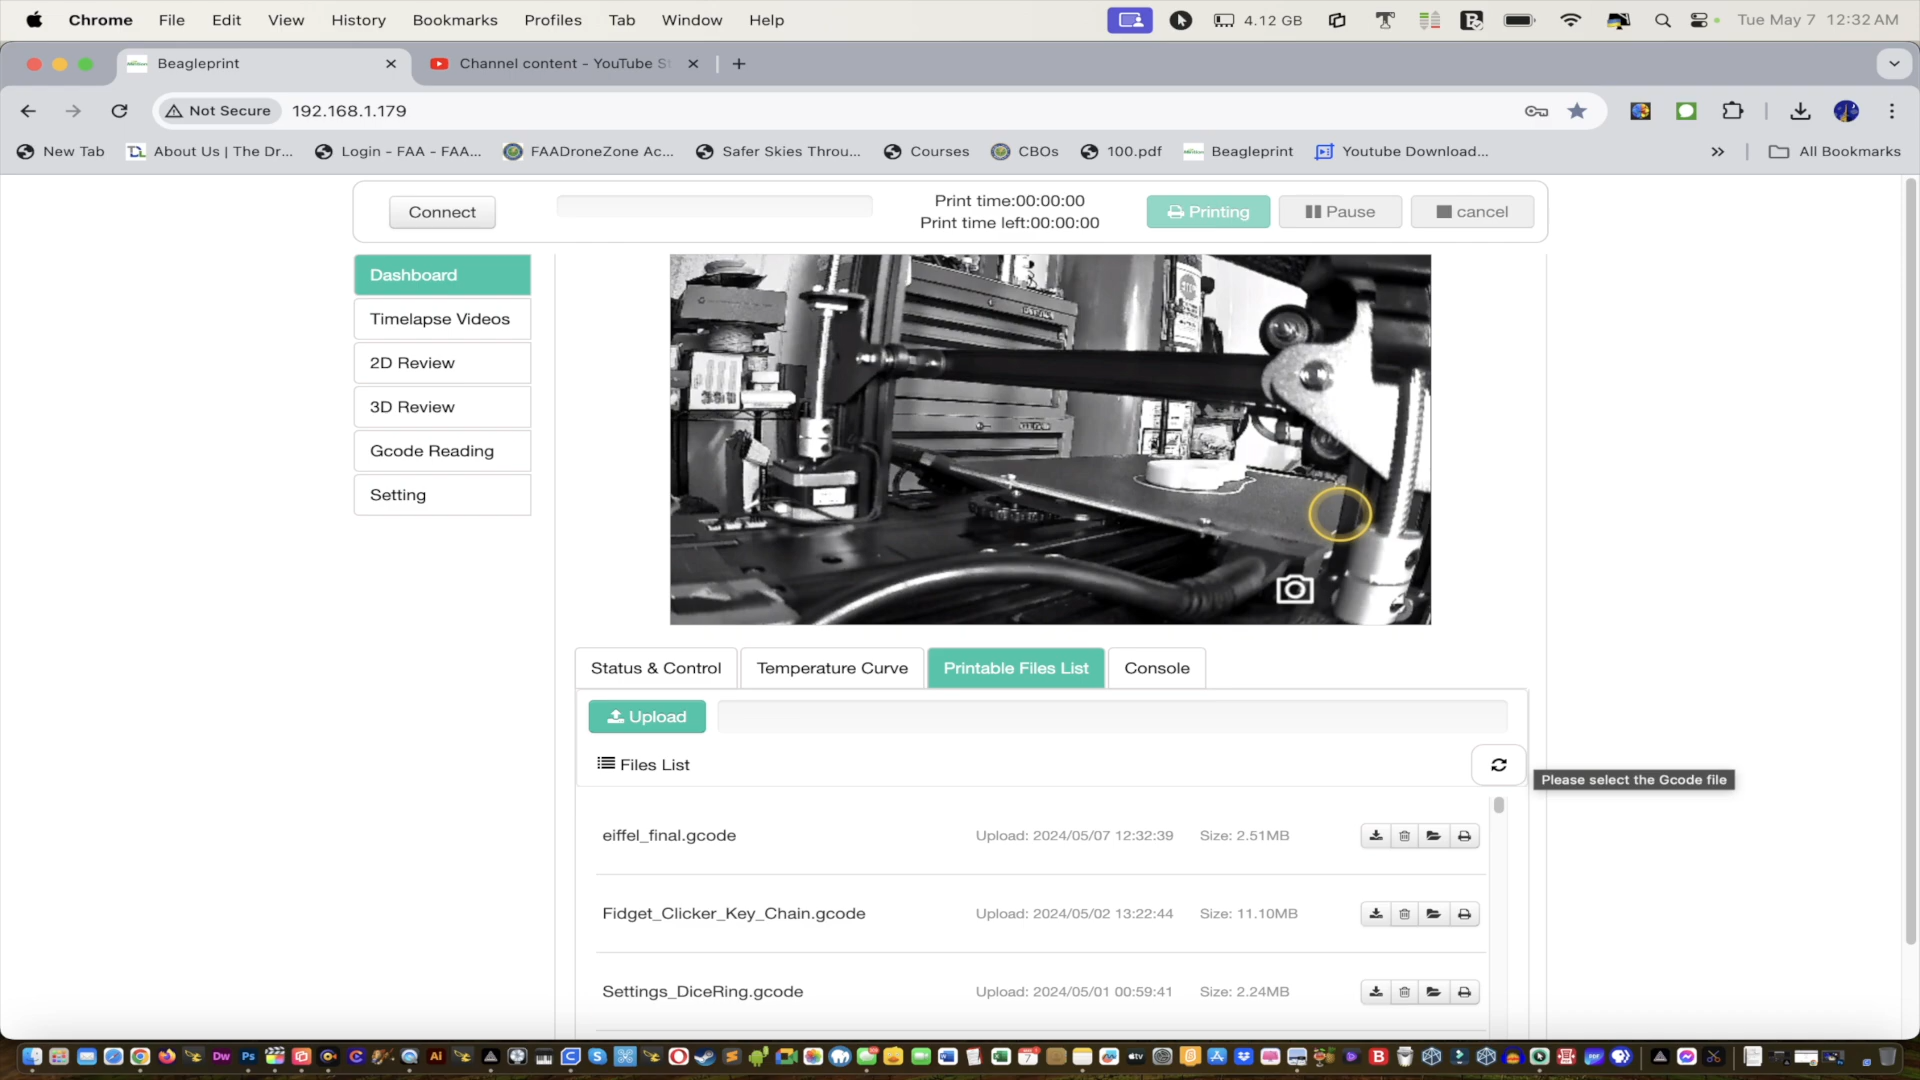 Chrome File Edit View History Bookmarks Profiles Tab Window Help 4.12 GB Tue May 7 12:32 AM
Beagleprint Channel content - YouTube S
Not Secure 192.168.1.179
New Tab About Us | The Dr... Login - FAA - FAA... FAADroneZone Ac... Safer Skies Throu... Courses CBOs 100.pdf Beagleprint Youtube Download... All Bookmarks
Connect
Print time:00:00:00
Print time left:00:00:00
Printing Pause cancel
Dashboard
Timelapse Videos
2D Review
3D Review
Gcode Reading
Setting
Status & Control Temperature Curve Printable Files List Console
Upload
Files List
Please select the Gcode file
eiffel_final.gcode Upload: 2024/05/07 12:32:39 Size: 2.51MB
Fidget_Clicker_Key_Chain.gcode Upload: 2024/05/02 13:22:44 Size: 11.10MB
Settings_DiceRing.gcode Upload: 2024/05/01 00:59:41 Size: 2.24MB